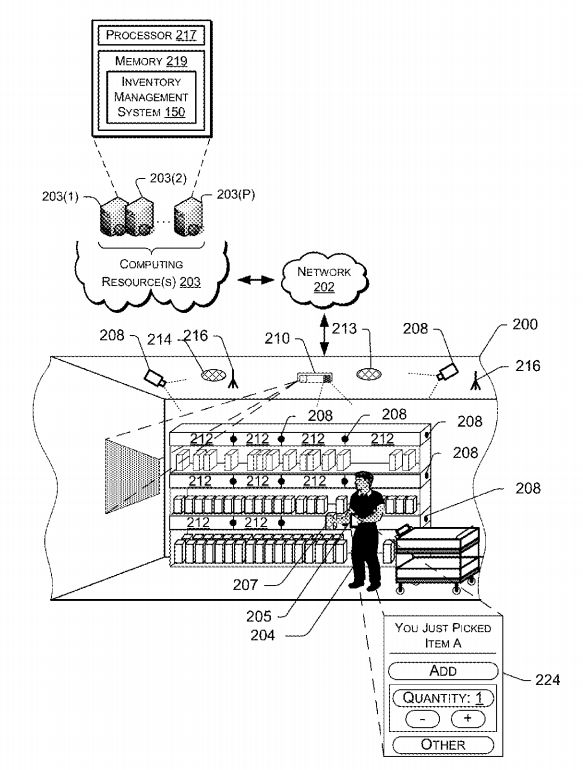 PROCESSOR 217
MEMORY 219
INVENTORY
MANAGEMENT
SYSTEM 150
203(1)
203(2)
203(P)
...
COMPUTING
RESOURCE(S) 203
NETWORK
202
208
214
216
210
213
208
200
216
208
208
212
212
212
212
208
208
212
212
212
212
212
208
207
205
204
YOU JUST PICKED
ITEM A
ADD
QUANTITY: 1
- +
OTHER
224